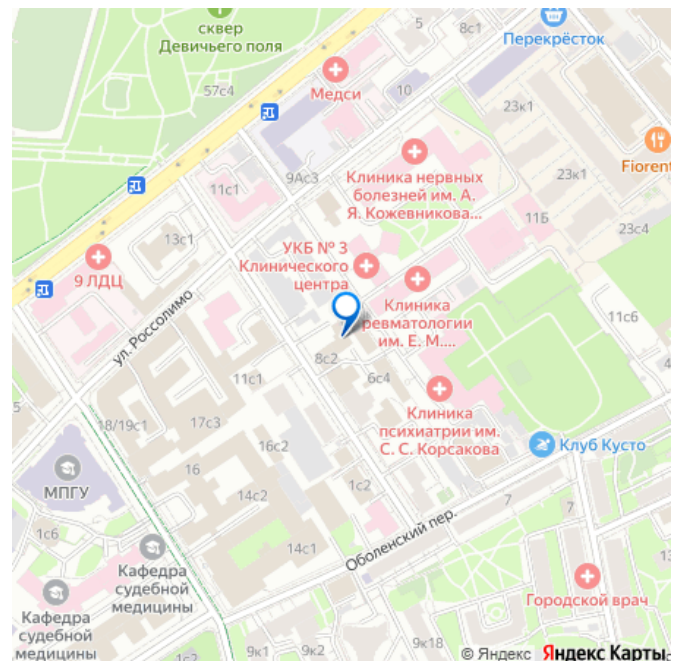 сквер
Девичьего поля
5
8с1
Перекрёсток
57с4
Медси
10
23к1
Fiorent
9Ас3
Клиника нервных
болезней им. А.
Я. Кожевникова...
11с1
23к1
11Б
13с1
УКБ № 3
Клинического
центра
23с4
9 ЛДЦ
Клиника
ревматологии
им. Е. М....
11с6
ул. Россолимо
8с2
11с1
6с4
4
5
18/19с1
17с3
Клиника
психиатрии им.
С. С. Корсакова
Клуб Кусто
16с2
16
МПГУ
14с2
1с2
7
7
Оболенский пер.
1с6
14с1
Кафедра
судебной
медицины
13
Городской врач
Кафедра
судебной
медицины
9к1
9к2
9к18
© Яндекс Яндекс Карты